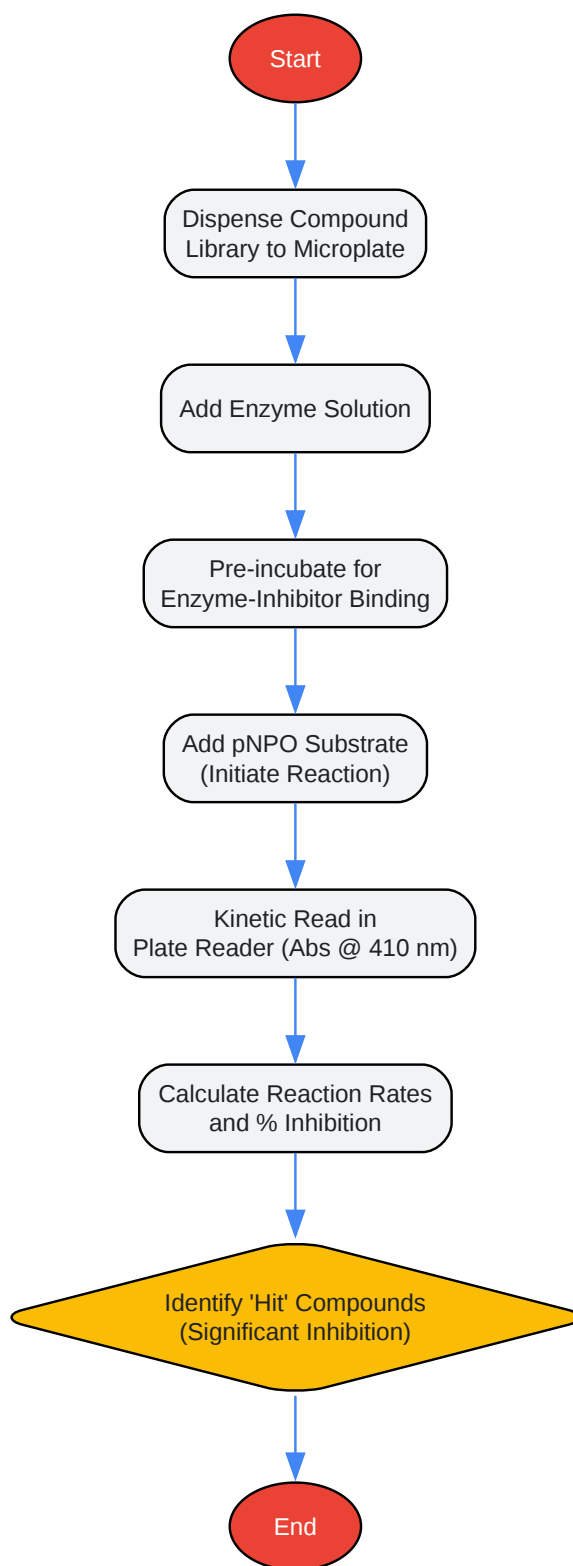 Start
Dispense Compound
Library to Microplate
Add Enzyme Solution
Pre-incubate for
Enzyme-Inhibitor Binding
Add pNPO Substrate
(Initiate Reaction)
Kinetic Read in
Plate Reader (Abs @ 410 nm)
Calculate Reaction Rates
and % Inhibition
Identify 'Hit' Compounds
(Significant Inhibition)
End